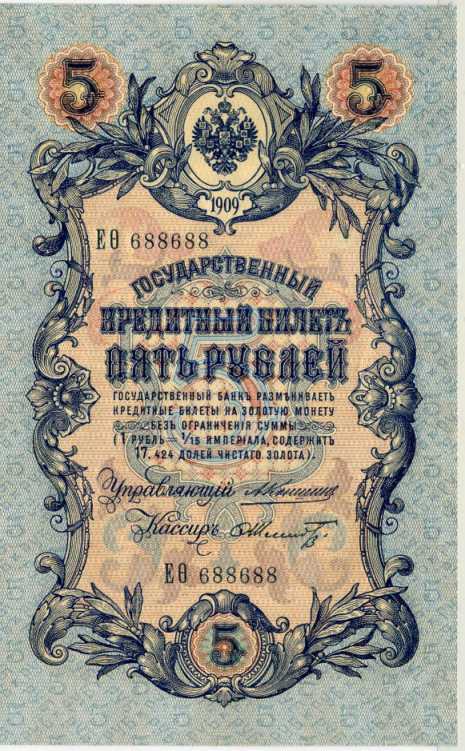 5 5
1909
ЕѲ 688688
ГОСУДАРСТВЕННЫЙ
КРЕДИТНЫЙ БИЛЕТЪ
ПЯТЬ РУБЛЕЙ
ГОСУДАРСТВЕННЫЙ БАНКЪ РАЗМѢНИВАЕТЪ
КРЕДИТНЫЕ БИЛЕТЫ НА ЗОЛОТУЮ МОНЕТУ
БЕЗЪ ОГРАНИЧЕНІЯ СУММЫ
(1 РУБЛЬ = 1/15 ИМПЕРІАЛА, СОДЕРЖИТЪ
17,424 ДОЛЕЙ ЧИСТАГО ЗОЛОТА).
Управляющій
Кассиръ
ЕѲ 688688
5